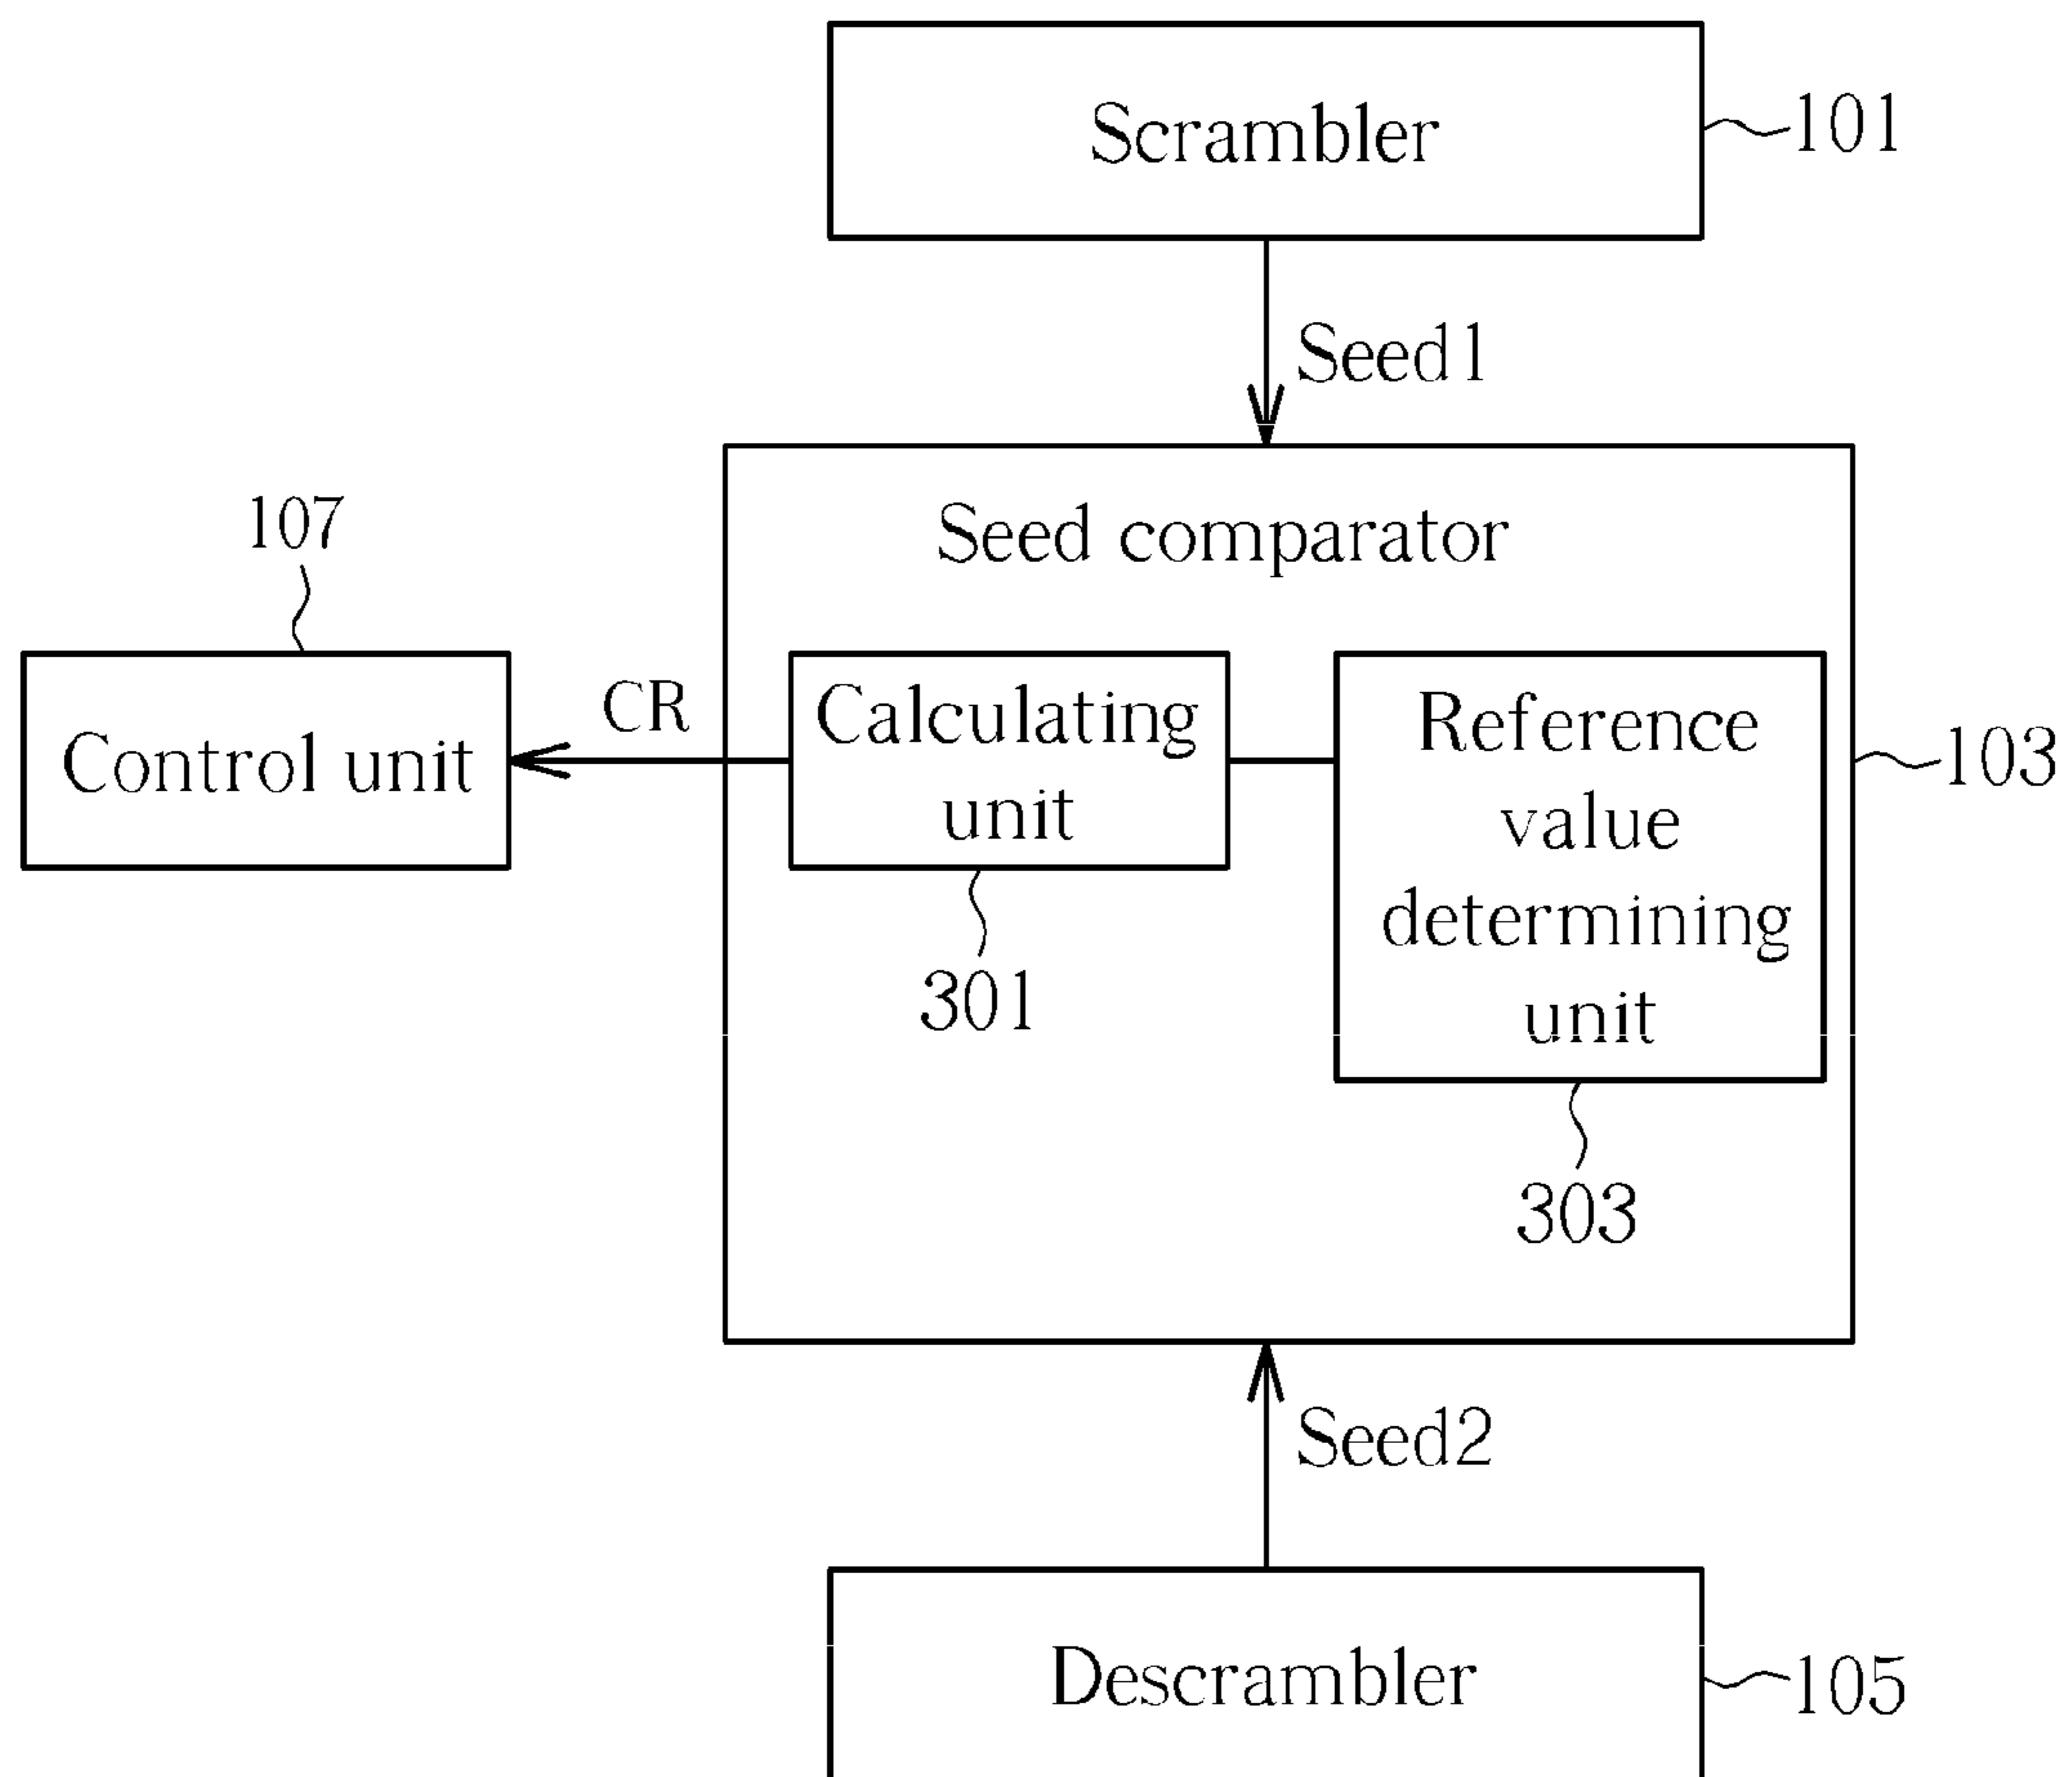 Scrambler
101
Seed1
Seed comparator
107
Control unit
CR
Calculating
unit
301
Reference
value
determining
unit
303
103
Seed2
Descrambler
105